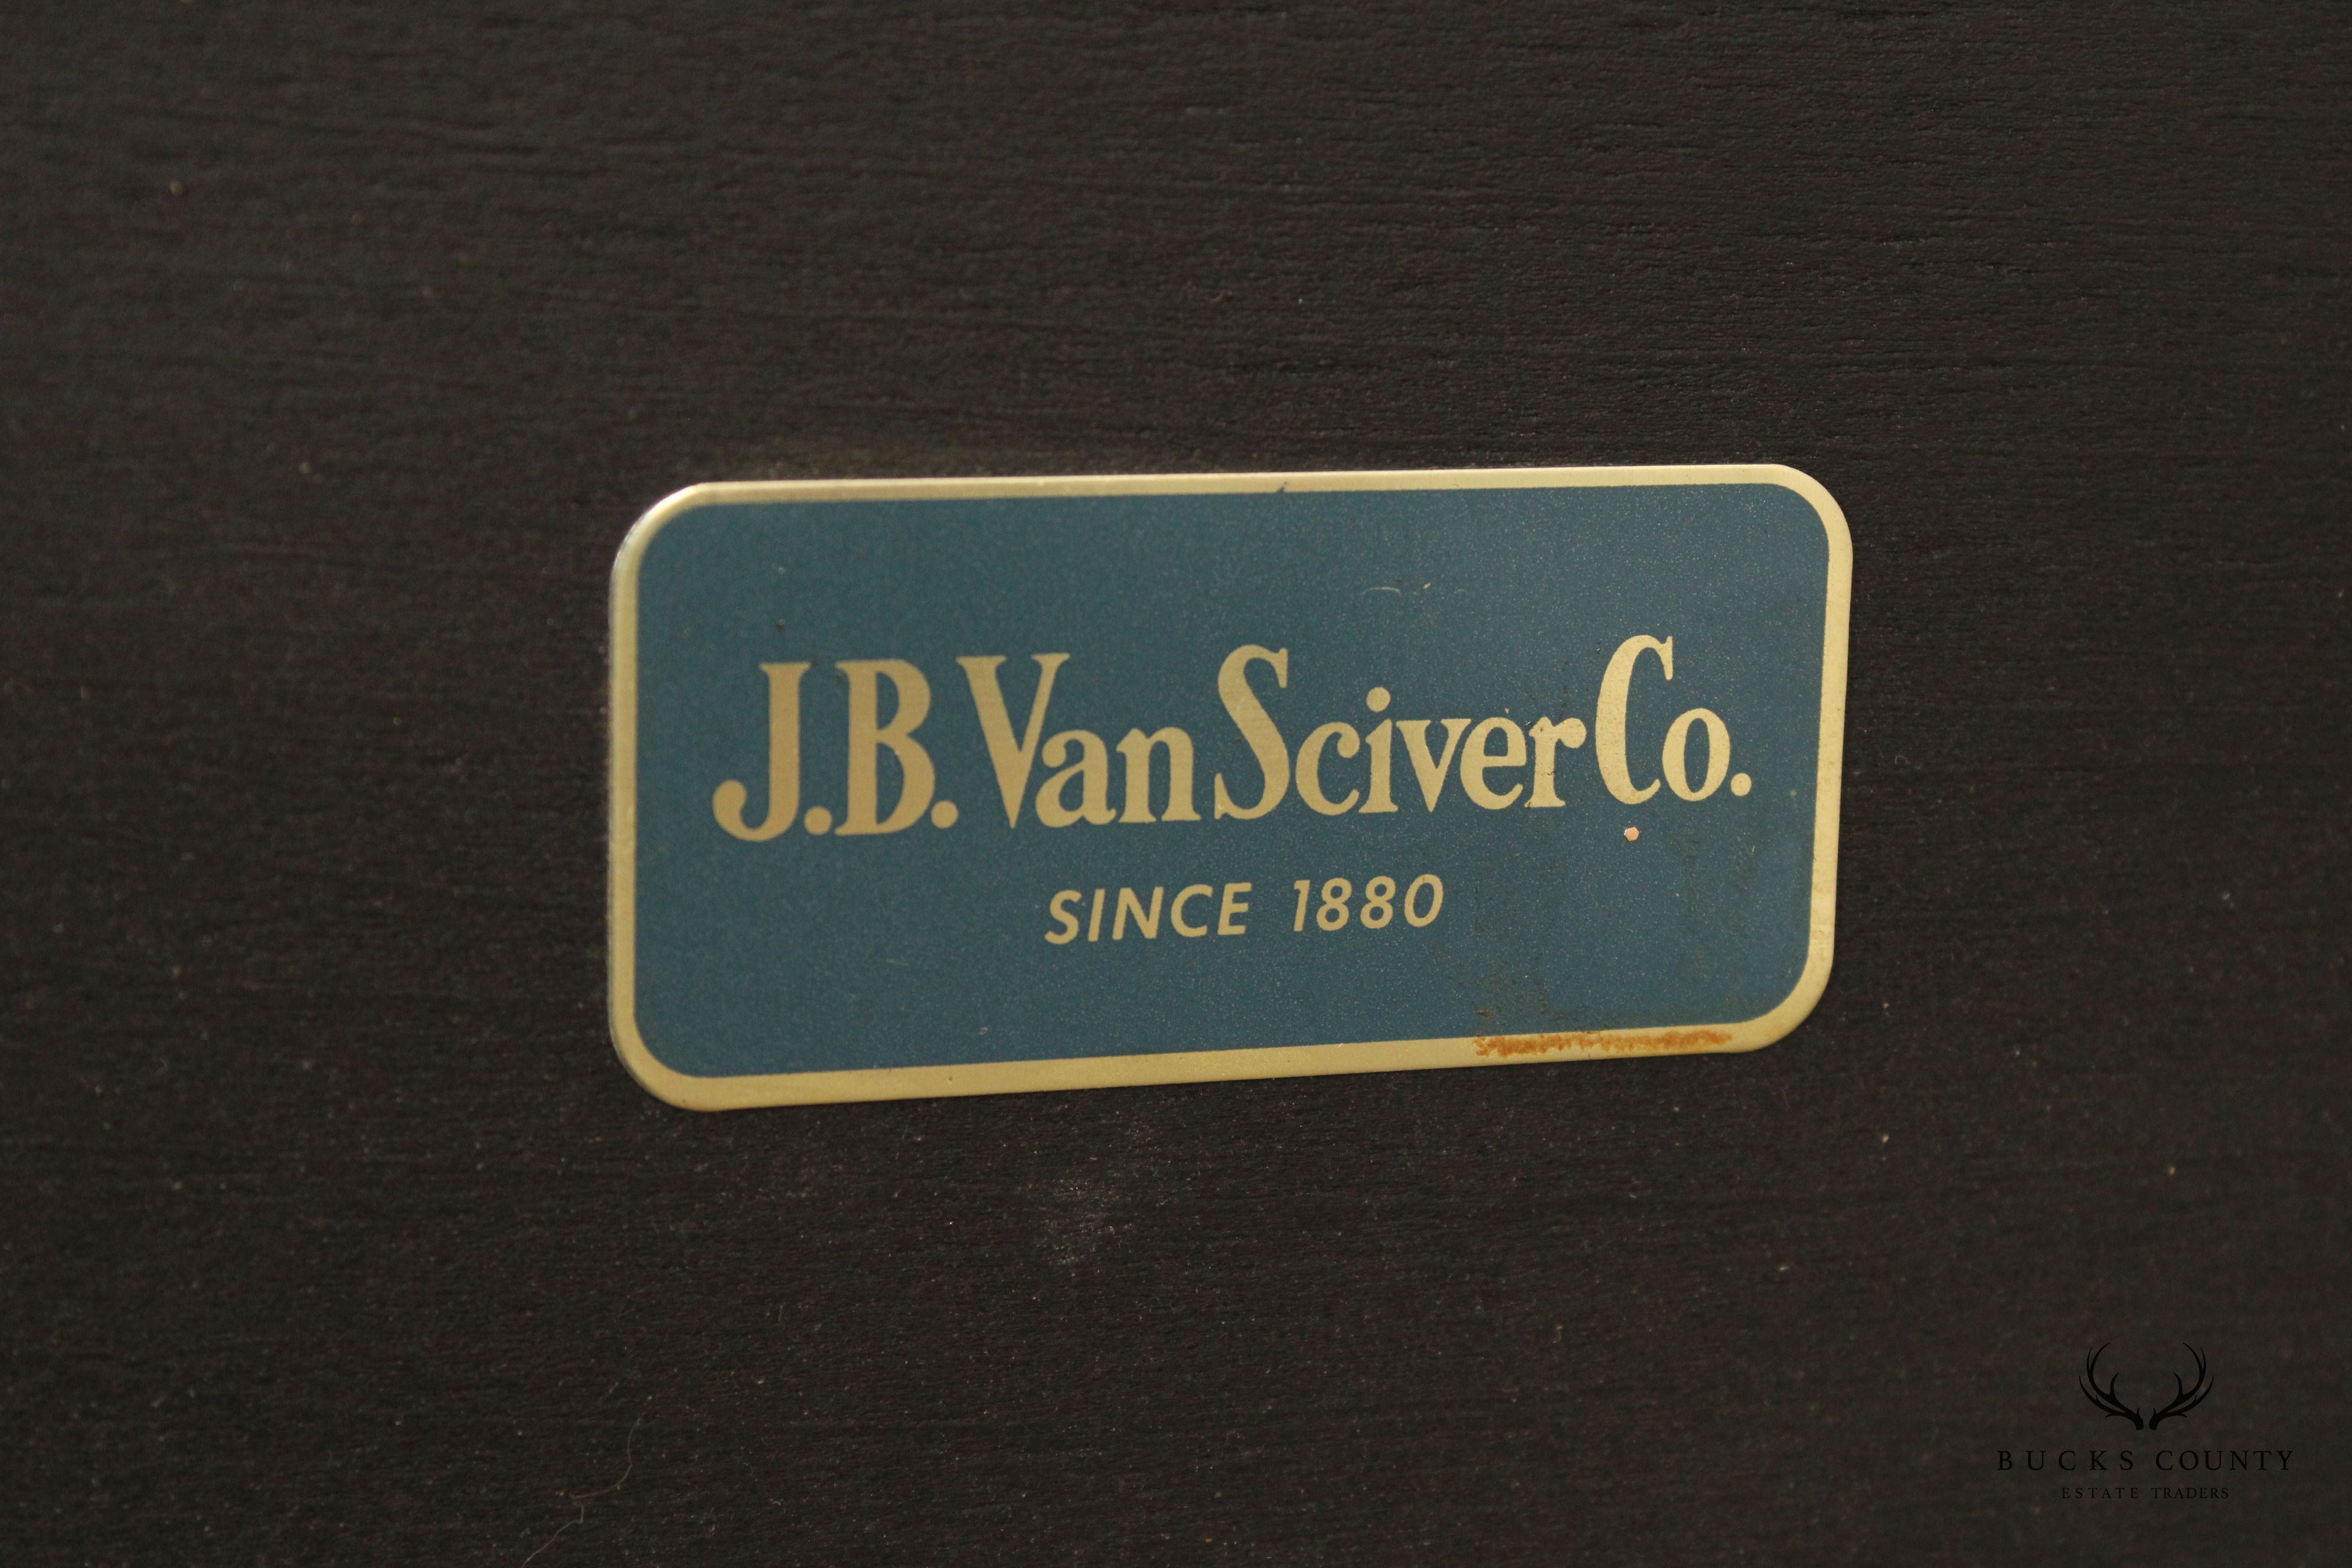 J.B. Van Sciver Co.
SINCE 1880
BUCKS COUNTY
ESTATE TRADERS